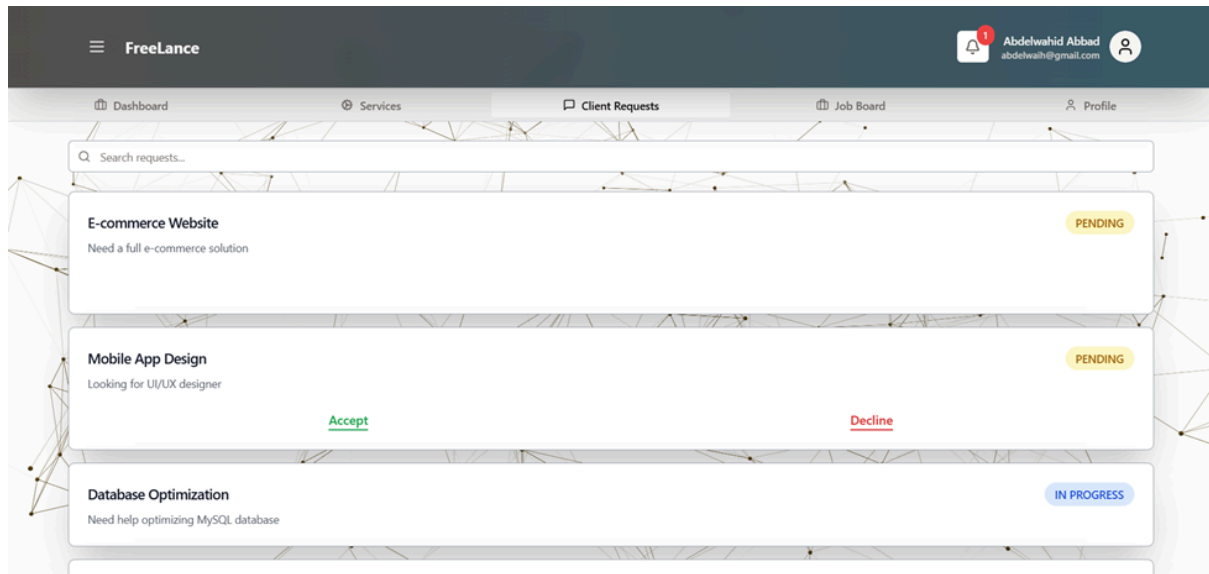 FreeLance
1
Abdelwahid Abbad
abdelwaih@gmail.com
Dashboard
Services
Client Requests
Job Board
Profile
Search requests...
E-commerce Website
PENDING
Need a full e-commerce solution
Mobile App Design
PENDING
Looking for UI/UX designer
Accept
Decline
Database Optimization
IN PROGRESS
Need help optimizing MySQL database